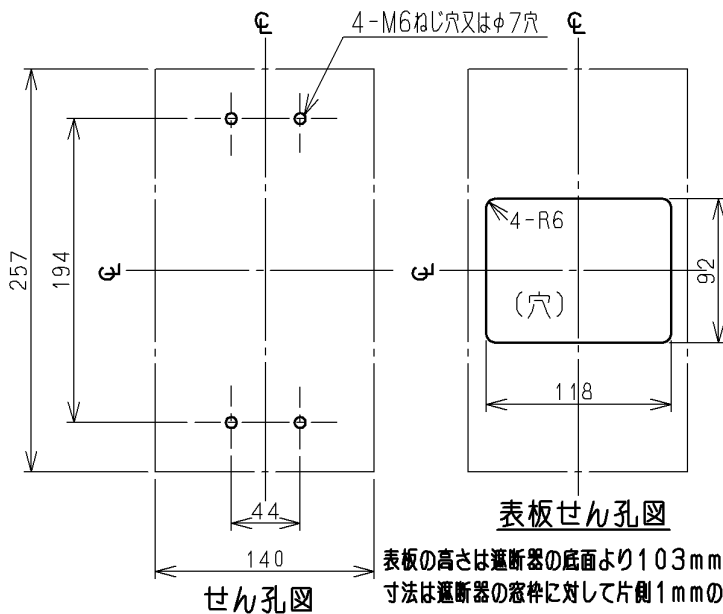 ℄
4-M6ねじ穴又はφ7穴
℄
257
194
℄
℄
4-R6
(穴)
92
118
44
140
せん孔図
表板せん孔図
表板の高さは遮断器の底面より103mm
寸法は遮断器の窓枠に対して片側1mmの